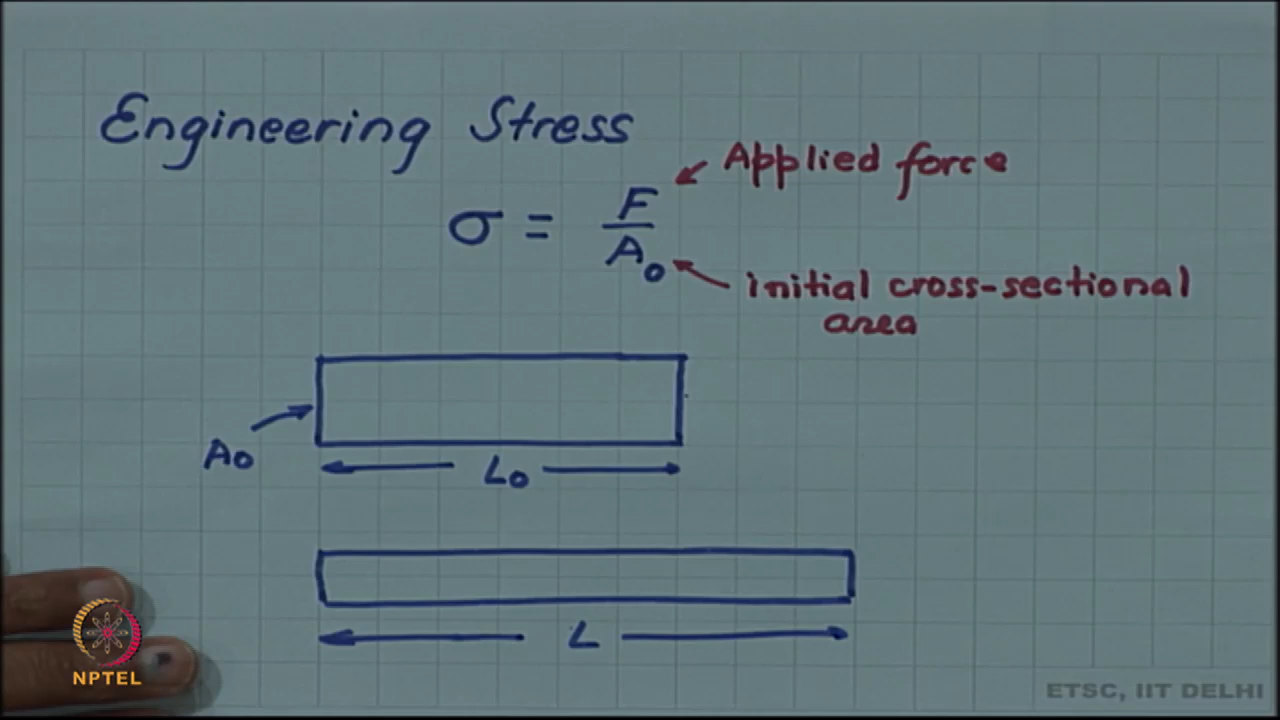 Engineering Stress
σ = F/A₀
Applied force
initial cross-sectional
area
A₀
L₀
L
NPTEL
ETSC, IIT DELHI